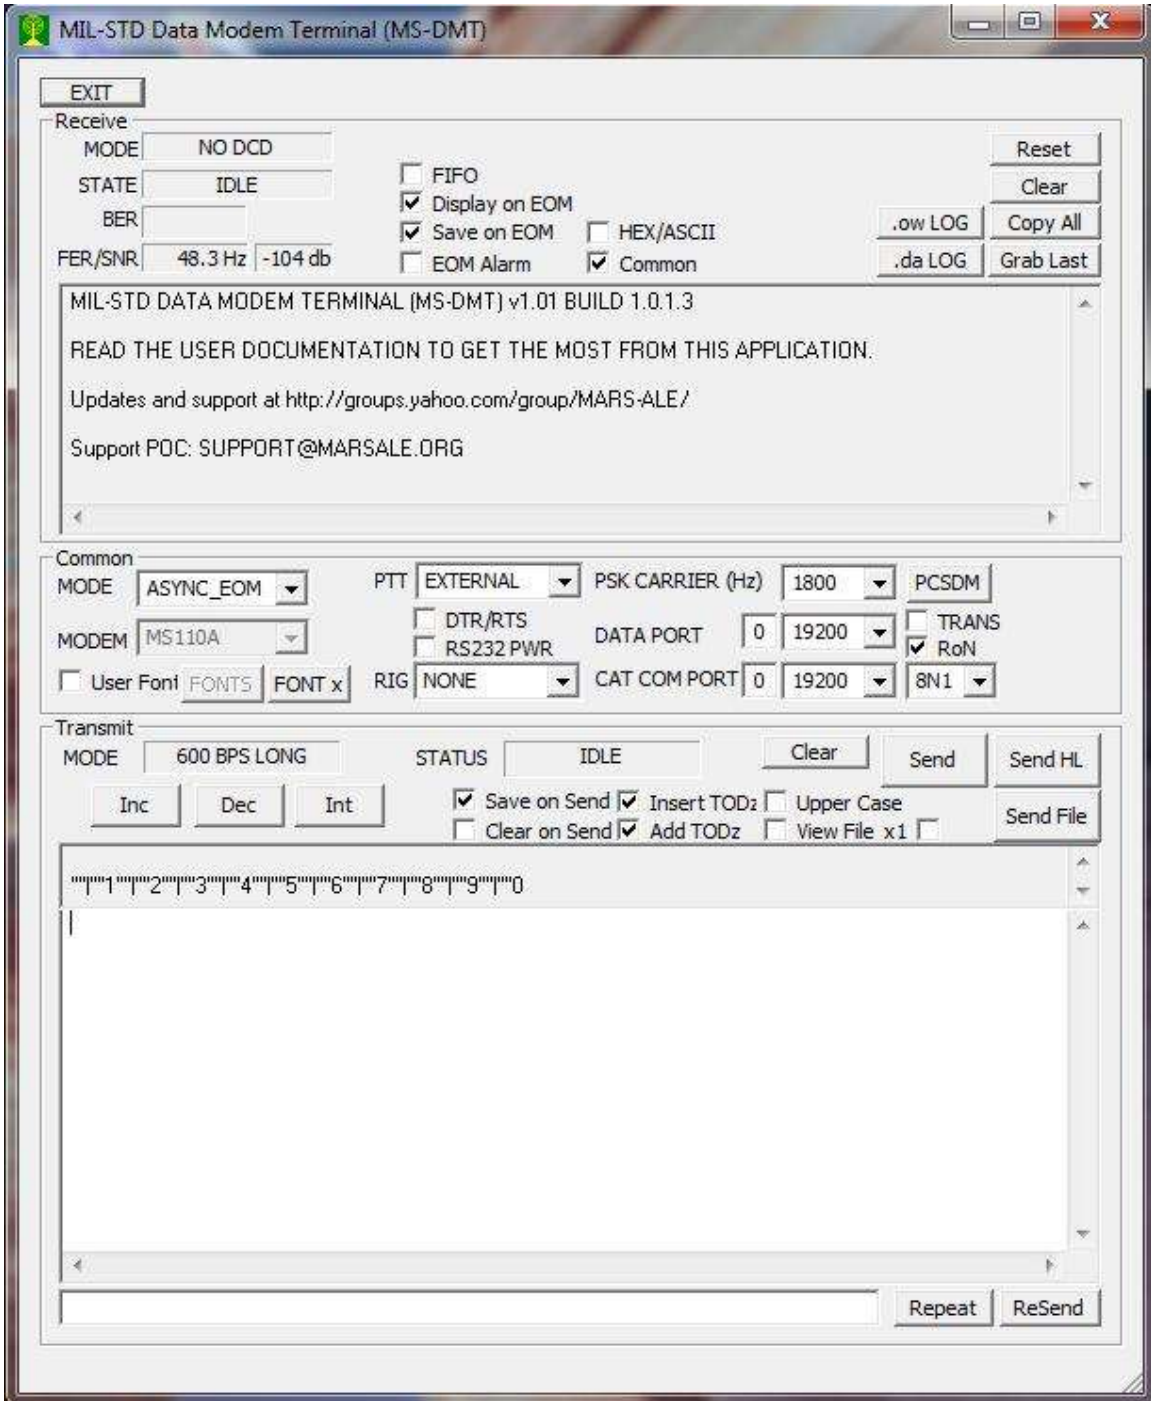 MIL-STD Data Modem Terminal (MS-DMT)
EXIT
Receive
MODE NO DCD Reset
STATE IDLE FIFO Clear
Display on EOM
BER Save on EOM HEX/ASCII .ow LOG Copy All
FER/SNR 48.3 Hz -104 db EOM Alarm Common .da LOG Grab Last
MIL-STD DATA MODEM TERMINAL (MS-DMT) v1.01 BUILD 1.0.1.3
READ THE USER DOCUMENTATION TO GET THE MOST FROM THIS APPLICATION.
Updates and support at http://groups.yahoo.com/group/MARS-ALE/
Support POC: SUPPORT@MARSALE.ORG
Common
MODE ASYNC_EOM PTT EXTERNAL PSK CARRIER (Hz) 1800 PCSDM
DTR/RTS TRANS
MODEM MS110A RS232 PWR DATA PORT 0 19200 RoN
User Font FONTS FONT x RIG NONE CAT COM PORT 0 19200 8N1
Transmit
MODE 600 BPS LONG STATUS IDLE Clear Send Send HL
Inc Dec Int Save on Send Insert TODz Upper Case Send File
Clear on Send Add TODz View File x1
""|""1""|""2""|""3""|""4""|""5""|""6""|""7""|""8""|""9""|""0
Repeat ReSend